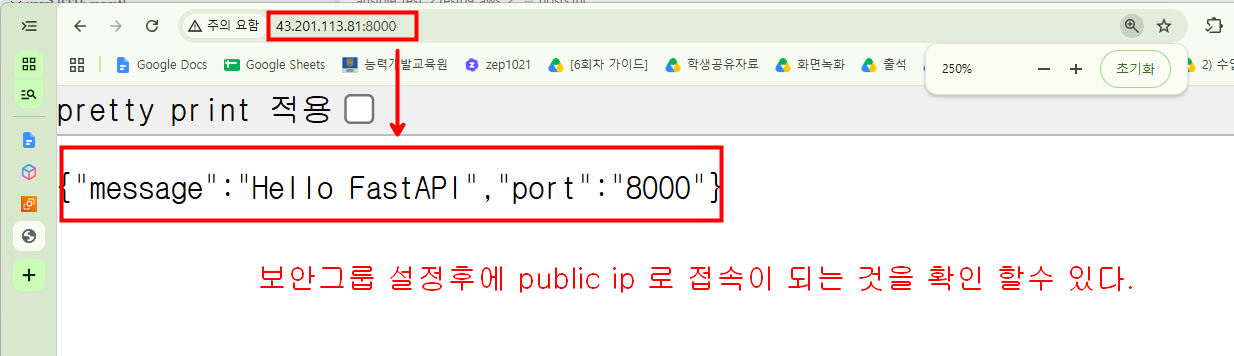 주의 요함 43.201.113.81:8000
Google Docs Google Sheets 능력개발교육원 zep1021 [6회차 가이드] 학생공유자료 화면녹화 출석 2) 수업
250% 초기화
pretty print 적용
{"message":"Hello FastAPI","port":"8000"}
보안그룹 설정후에 public ip 로 접속이 되는 것을 확인 할수 있다.